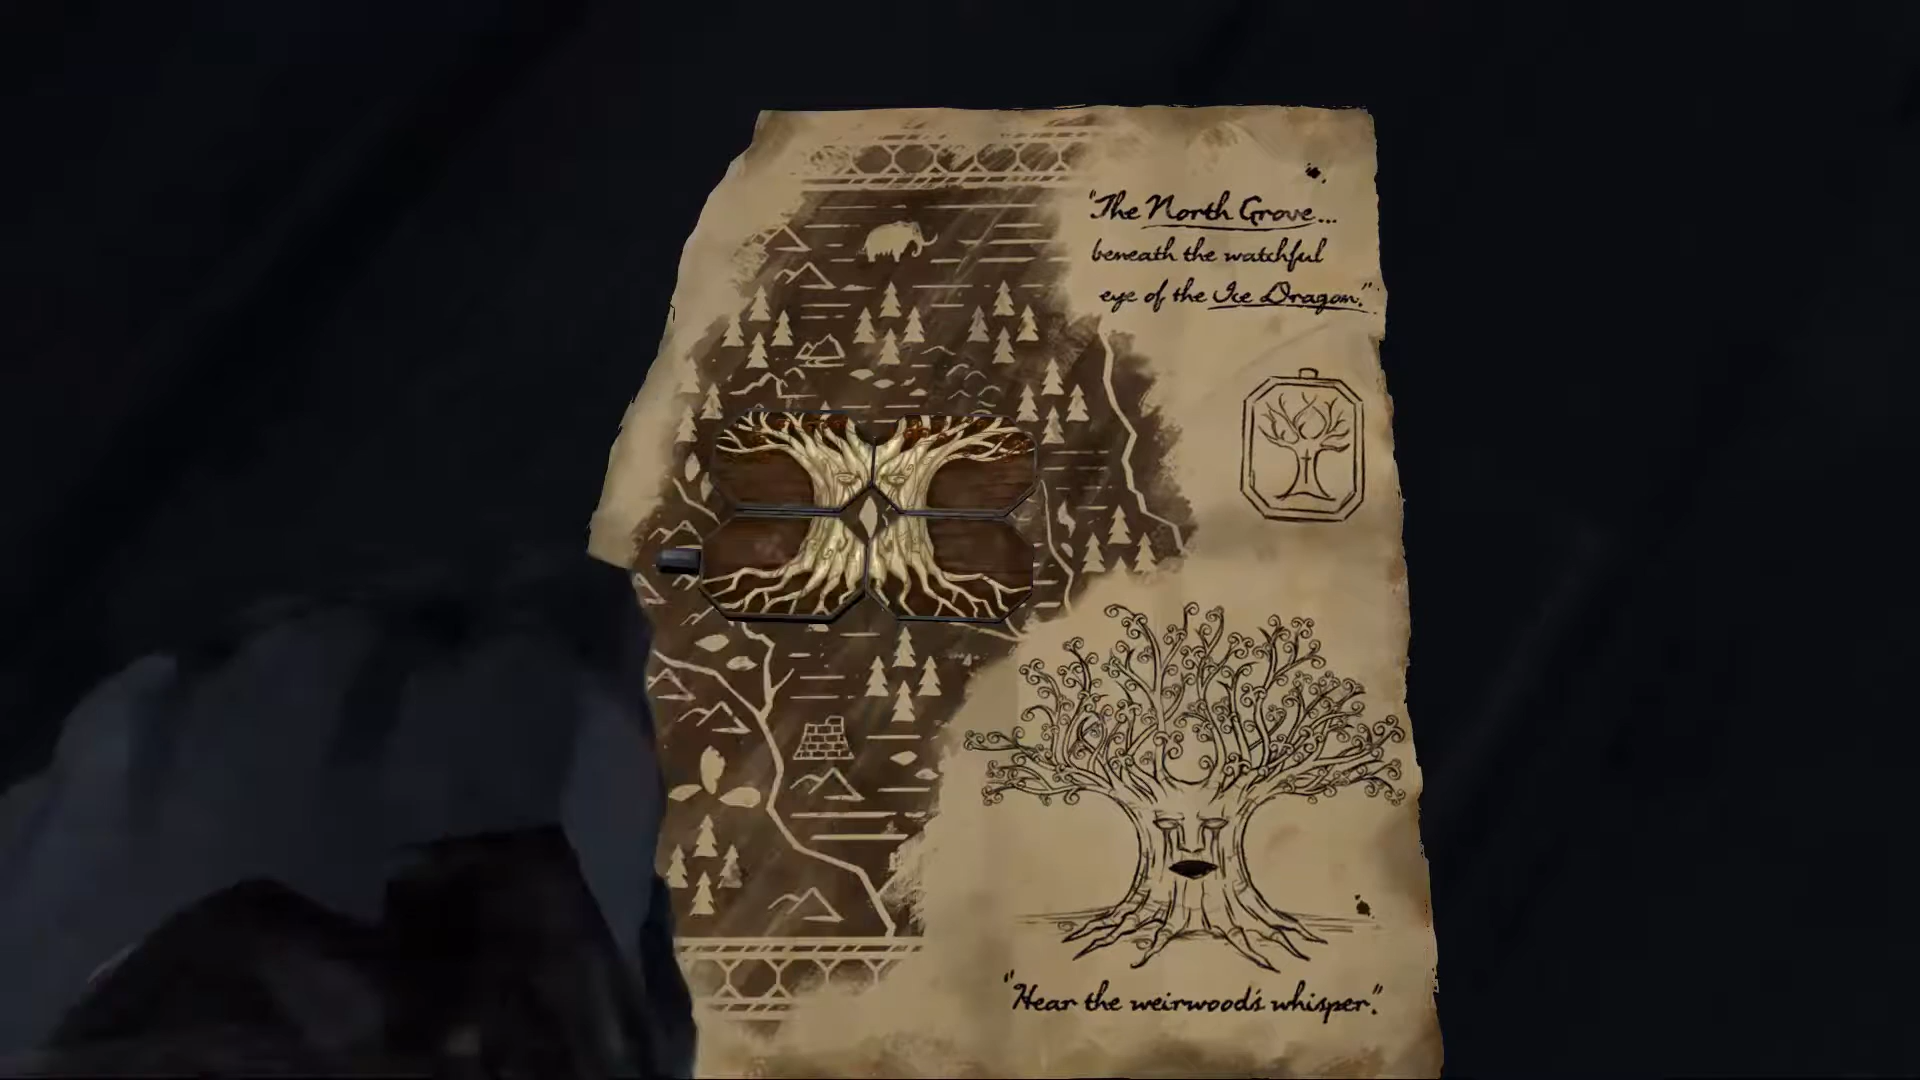 "The North Grove...
beneath the watchful
eye of the Ice Dragon."
"Hear the weirwood's whisper."